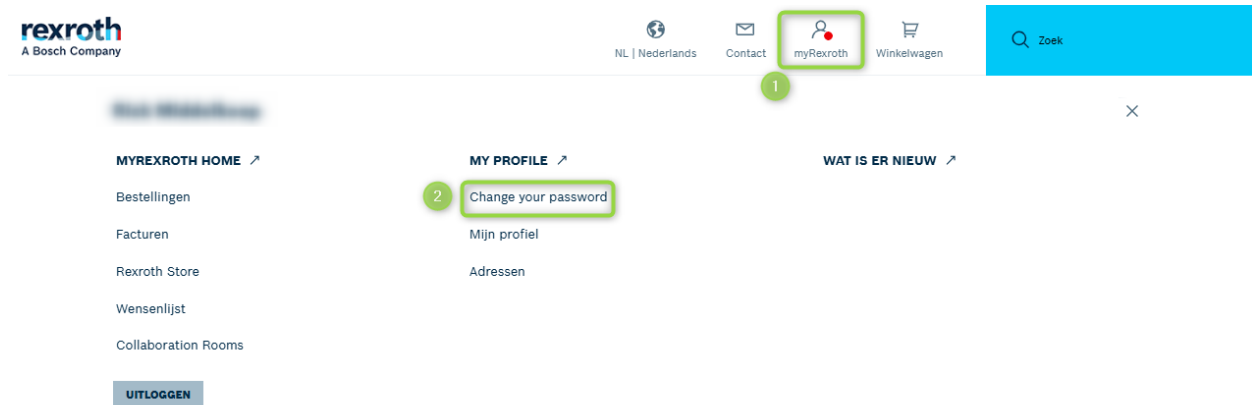 rexroth
A Bosch Company
NL | Nederlands
Contact
myRexroth
Winkelwagen
Zoek
1
MYREXROTH HOME ↗
MY PROFILE ↗
WAT IS ER NIEUW ↗
Bestellingen
2
Change your password
Facturen
Mijn profiel
Rexroth Store
Adressen
Wensenlijst
Collaboration Rooms
UITLOGGEN